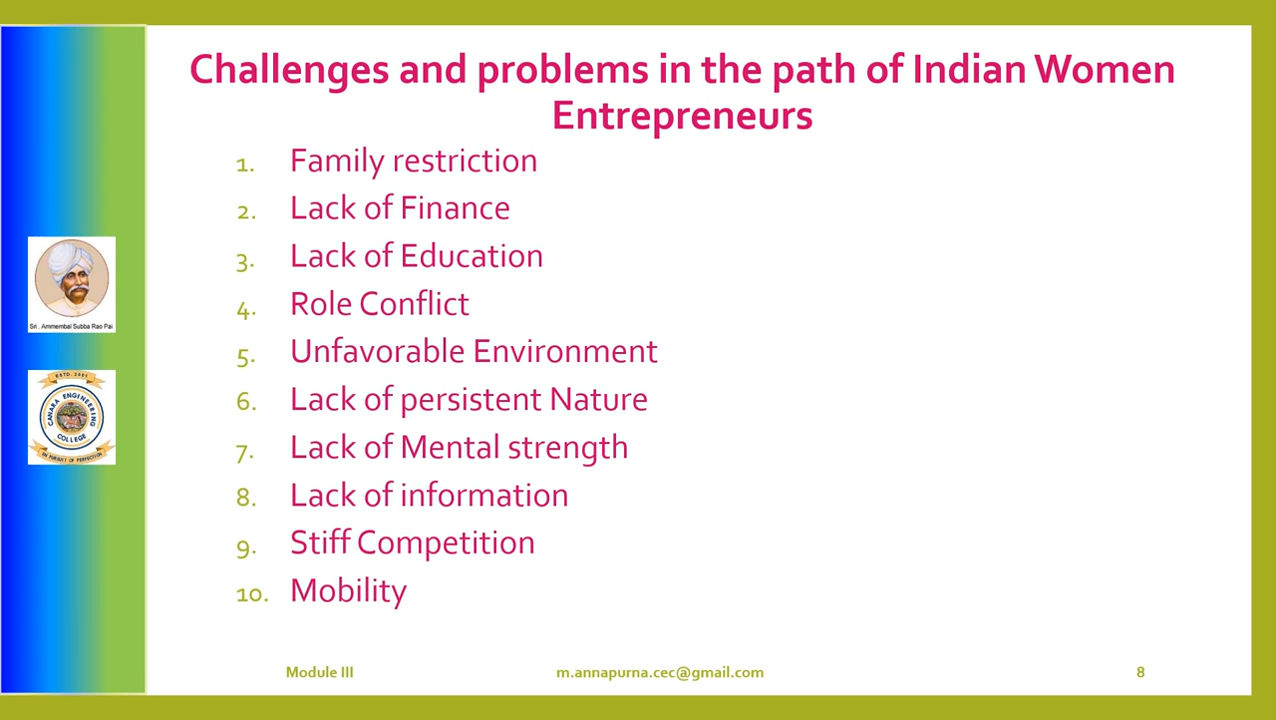 Challenges and problems in the path of Indian Women
Entrepreneurs
1. Family restriction
2. Lack of Finance
3. Lack of Education
4. Role Conflict
5. Unfavorable Environment
6. Lack of persistent Nature
7. Lack of Mental strength
8. Lack of information
9. Stiff Competition
10. Mobility
Sri . Ammembal Subba Rao Pai
ESTD. 2001
CANARA ENGINEERING
COLLEGE
IN PURSUIT OF PERFECTION
Module III
m.annapurna.cec@gmail.com
8